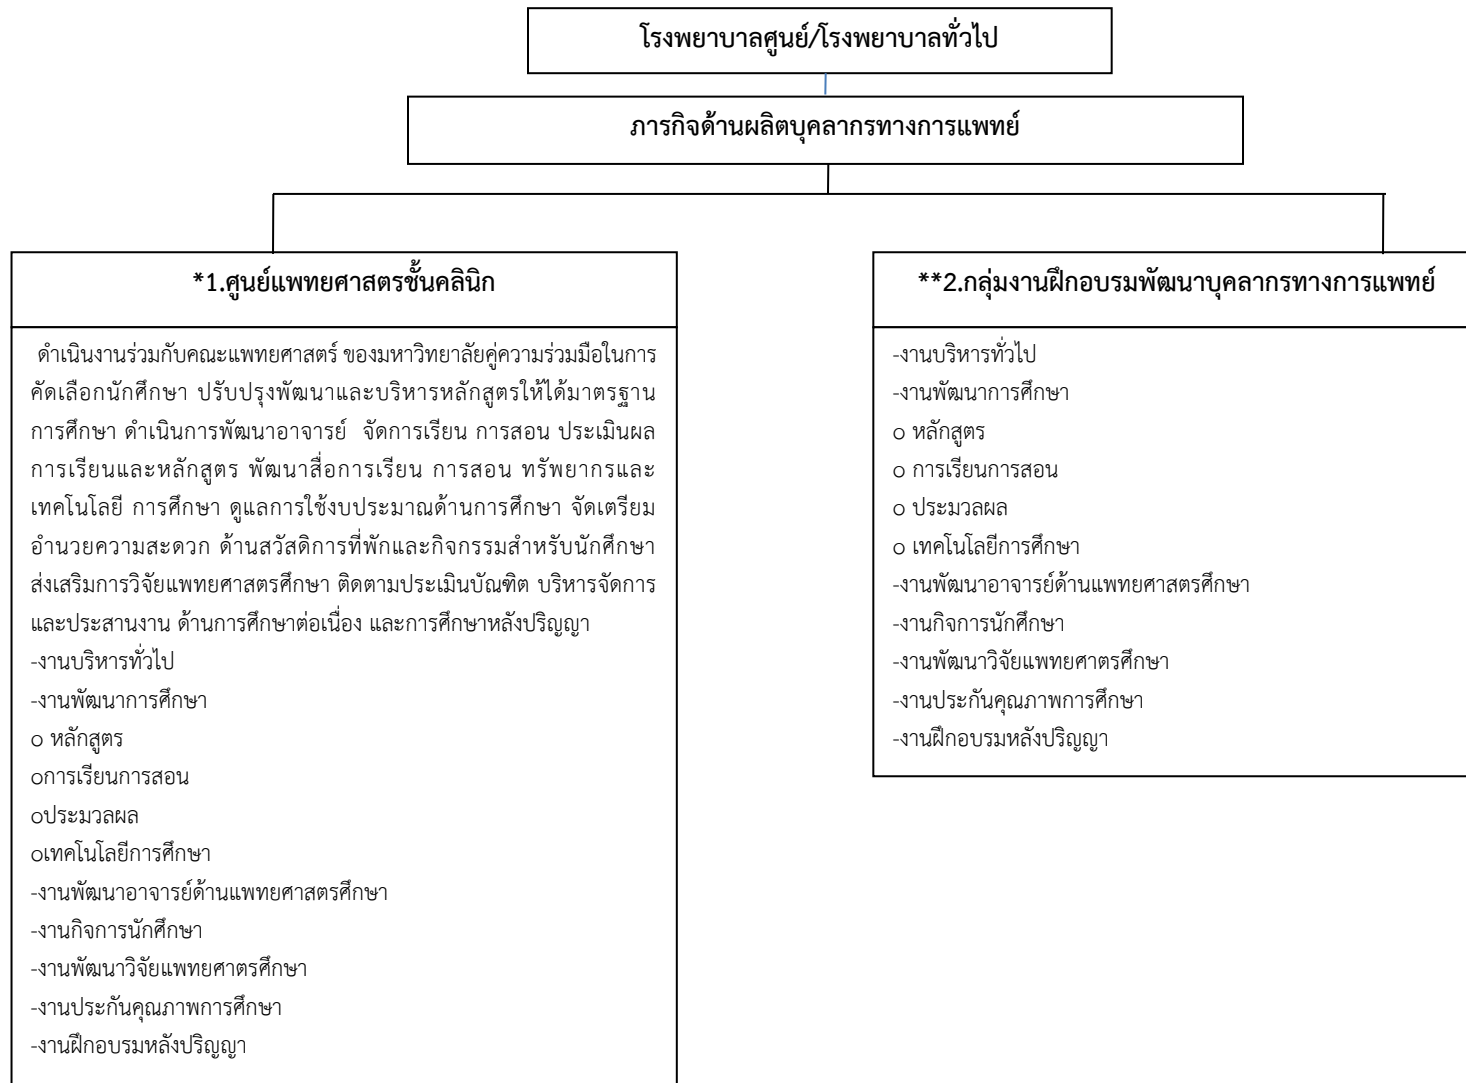 โรงพยาบาลศูนย์/โรงพยาบาลทั่วไป
ภารกิจด้านผลิตบุคลากรทางการแพทย์
*1.ศูนย์แพทยศาสตรชั้นคลินิก
ดำเนินงานร่วมกับคณะแพทยศาสตร์ ของมหาวิทยาลัยคู่ความร่วมมือในการ
คัดเลือกนักศึกษา ปรับปรุงพัฒนาและบริหารหลักสูตรให้ได้มาตรฐาน
การศึกษา ดำเนินการพัฒนาอาจารย์ จัดการเรียน การสอน ประเมินผล
การเรียนและหลักสูตร พัฒนาสื่อการเรียน การสอน ทรัพยากรและ
เทคโนโลยี การศึกษา ดูแลการใช้งบประมาณด้านการศึกษา จัดเตรียม
อำนวยความสะดวก ด้านสวัสดิการที่พักและกิจกรรมสำหรับนักศึกษา
ส่งเสริมการวิจัยแพทยศาสตรศึกษา ติดตามประเมินบัณฑิต บริหารจัดการ
และประสานงาน ด้านการศึกษาต่อเนื่อง และการศึกษาหลังปริญญา
-งานบริหารทั่วไป
-งานพัฒนาการศึกษา
o หลักสูตร
oการเรียนการสอน
oประมวลผล
oเทคโนโลยีการศึกษา
-งานพัฒนาอาจารย์ด้านแพทยศาสตรศึกษา
-งานกิจการนักศึกษา
-งานพัฒนาวิจัยแพทยศาตรศึกษา
-งานประกันคุณภาพการศึกษา
-งานฝึกอบรมหลังปริญญา
**2.กลุ่มงานฝึกอบรมพัฒนาบุคลากรทางการแพทย์
-งานบริหารทั่วไป
-งานพัฒนาการศึกษา
o หลักสูตร
o การเรียนการสอน
o ประมวลผล
o เทคโนโลยีการศึกษา
-งานพัฒนาอาจารย์ด้านแพทยศาสตรศึกษา
-งานกิจการนักศึกษา
-งานพัฒนาวิจัยแพทยศาตรศึกษา
-งานประกันคุณภาพการศึกษา
-งานฝึกอบรมหลังปริญญา